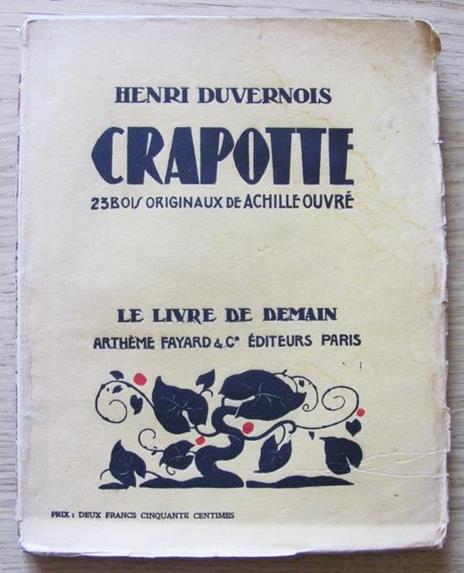 HENRI DUVERNOIS
CRAPOTTE
23 BOIS ORIGINAUX DE ACHILLE OUVRÉ
LE LIVRE DE DEMAIN
ARTHÈME FAYARD & Cie ÉDITEURS PARIS
PRIX : DEUX FRANCS CINQUANTE CENTIMES